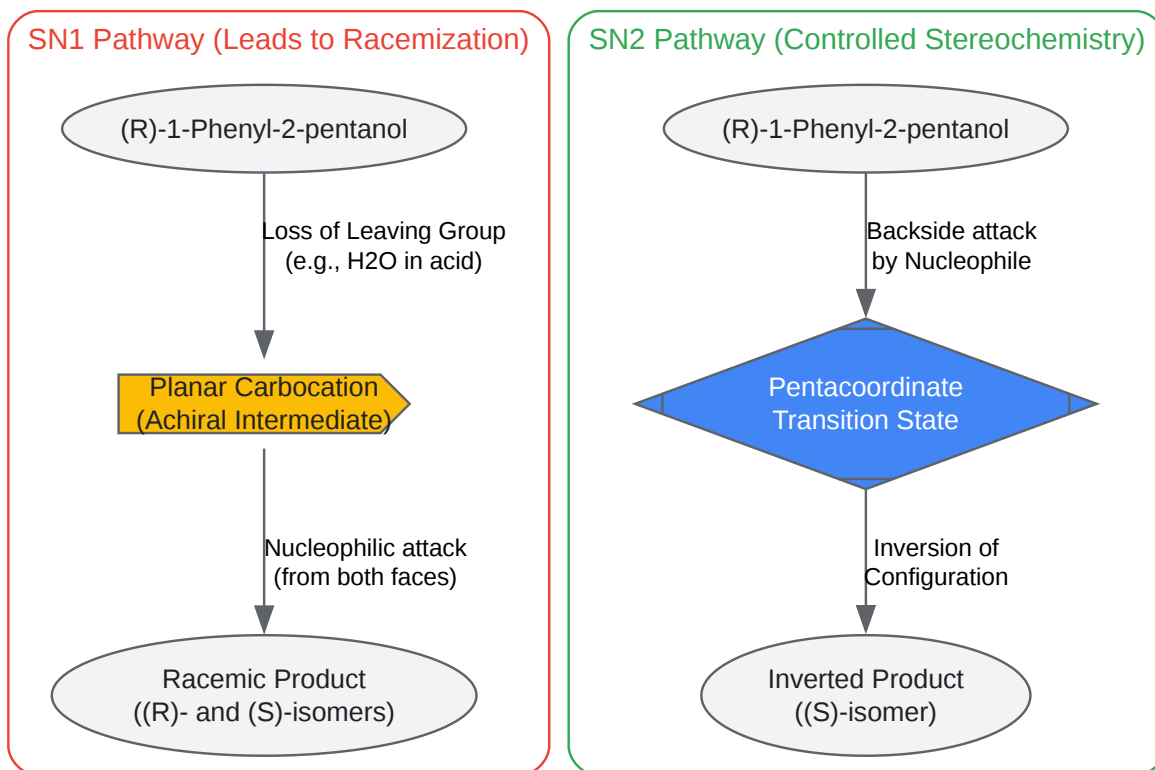 SN1 Pathway (Leads to Racemization)
(R)-1-Phenyl-2-pentanol
Loss of Leaving Group
(e.g., H2O in acid)
Planar Carbocation
(Achiral Intermediate)
Nucleophilic attack
(from both faces)
Racemic Product
((R)- and (S)-isomers)
SN2 Pathway (Controlled Stereochemistry)
(R)-1-Phenyl-2-pentanol
Backside attack
by Nucleophile
Pentacoordinate
Transition State
Inversion of
Configuration
Inverted Product
((S)-isomer)